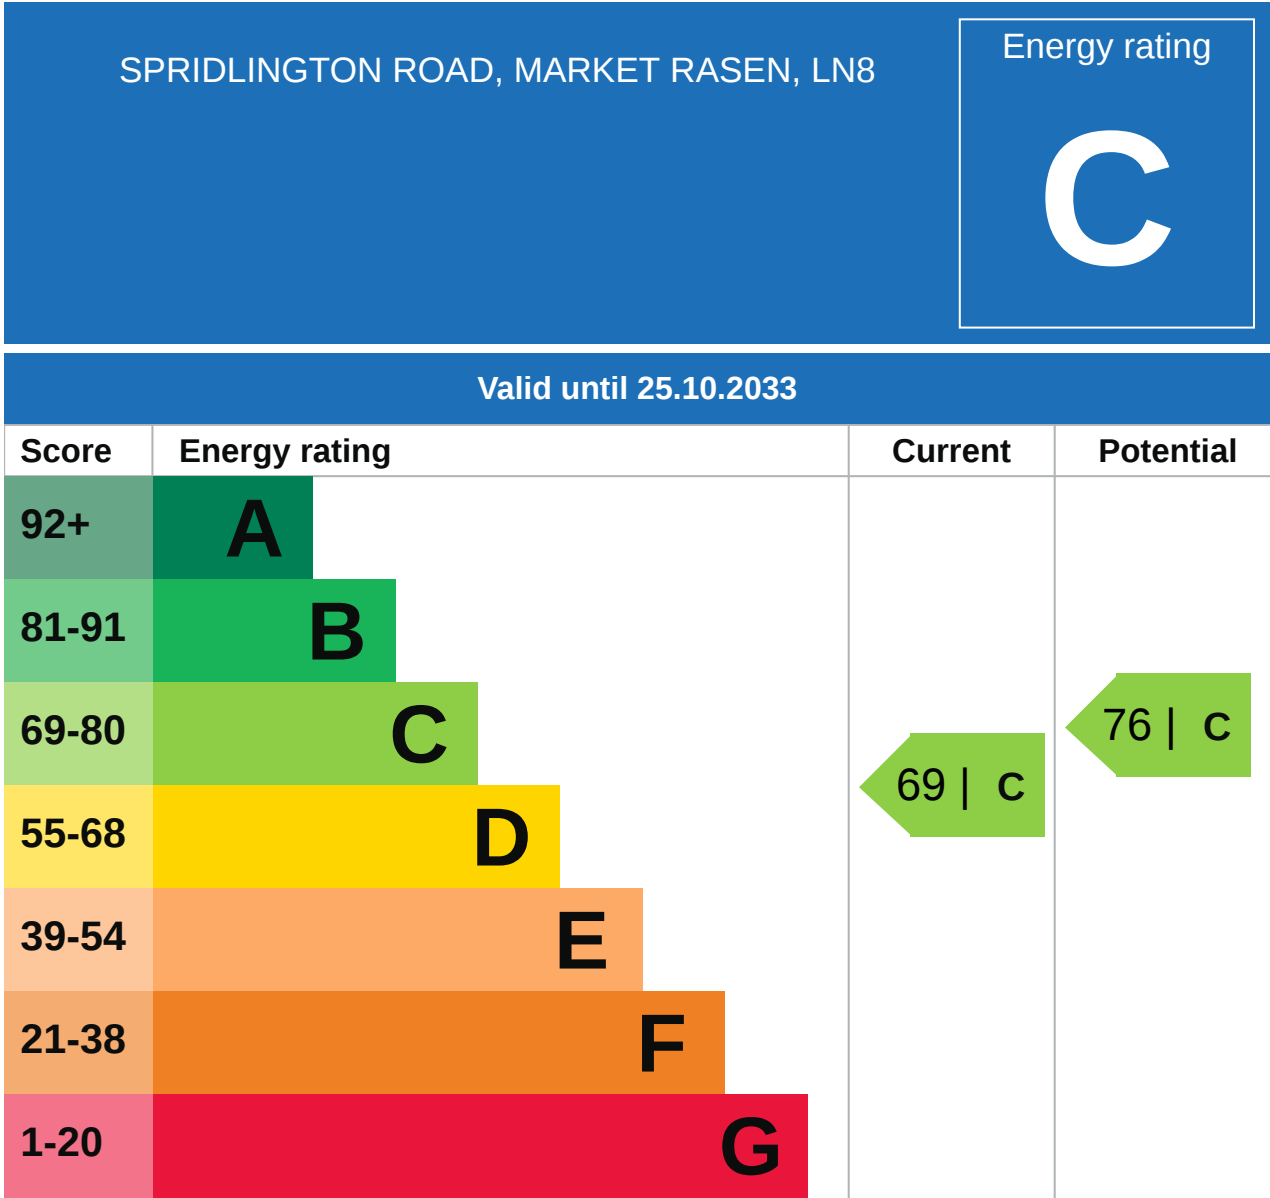 SPRIDLINGTON ROAD, MARKET RASEN, LN8
Energy rating
C
Valid until 25.10.2033
Score Energy rating Current Potential
92+ A
81-91 B
69-80 C
76 | C
69 | C
55-68 D
39-54 E
21-38 F
1-20 G